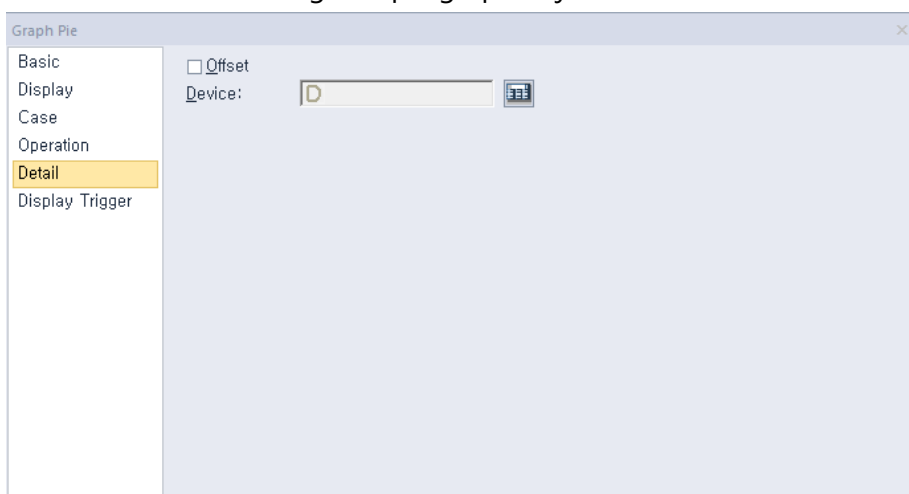 Graph Pie
Basic
Display
Case
Operation
Detail
Display Trigger
Offset
Device:
D